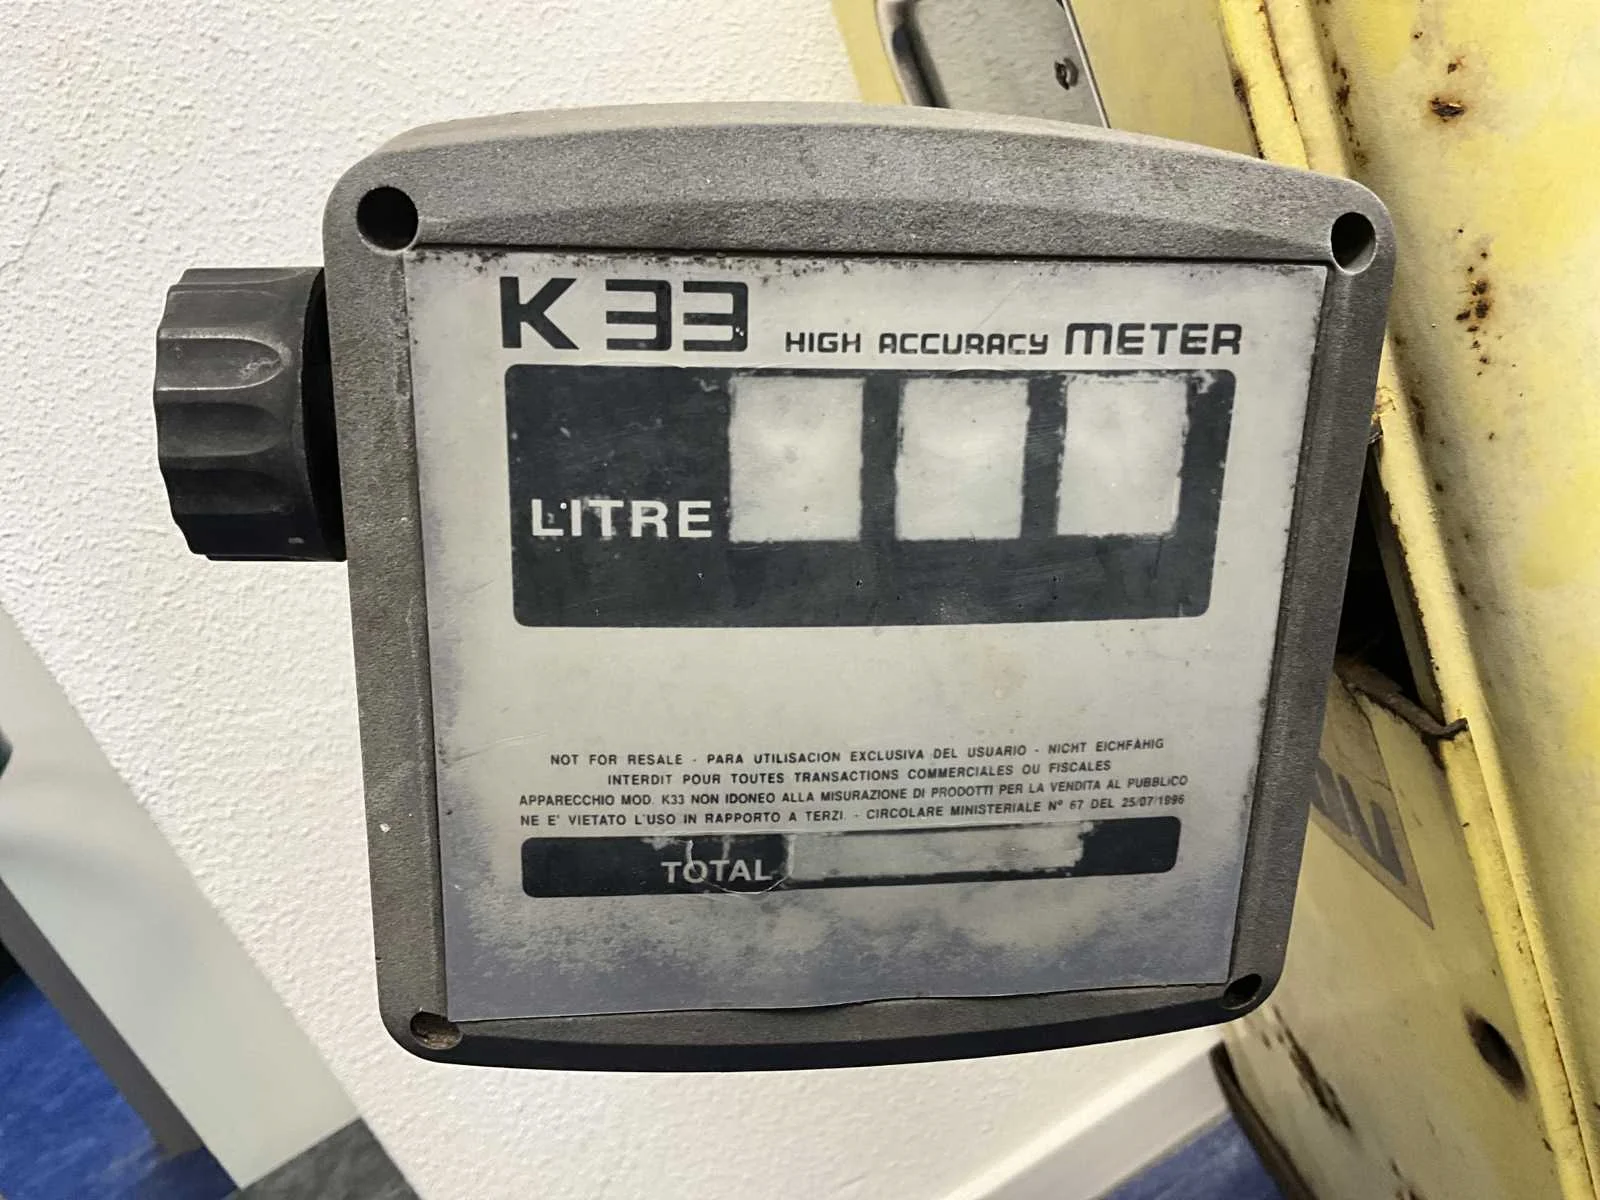 K33 HIGH ACCURACY METER
LITRE
NOT FOR RESALE - PARA UTILISACION EXCLUSIVA DEL USUARIO - NICHT EICHFÄHIG
INTERDIT POUR TOUTES TRANSACTIONS COMMERCIALES OU FISCALES
APPARECCHIO MOD. K33 NON IDONEO ALLA MISURAZIONE DI PRODOTTI PER LA VENDITA AL PUBBLICO
NE E' VIETATO L'USO IN RAPPORTO A TERZI. - CIRCOLARE MINISTERIALE N° 67 DEL 25/07/1996
TOTAL